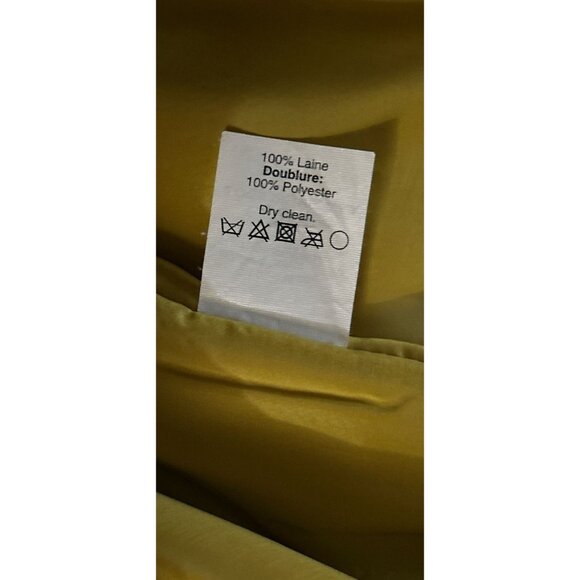 100% Laine
Doublure:
100% Polyester
Dry clean.